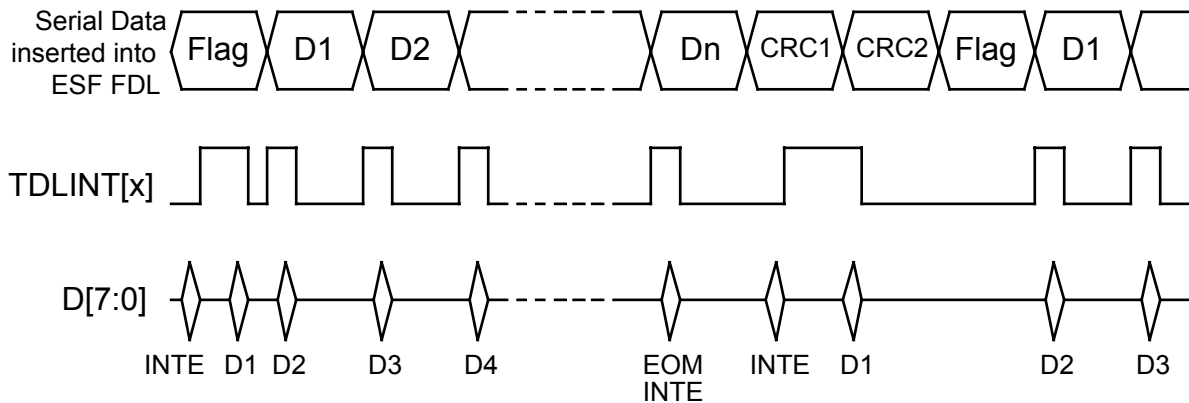 Serial Data
inserted into
ESF FDL
Flag D1 D2 Dn CRC1 CRC2 Flag D1
TDLINT[x]
D[7:0]
INTE D1 D2 D3 D4 EOM INTE D1 D2 D3
INTE